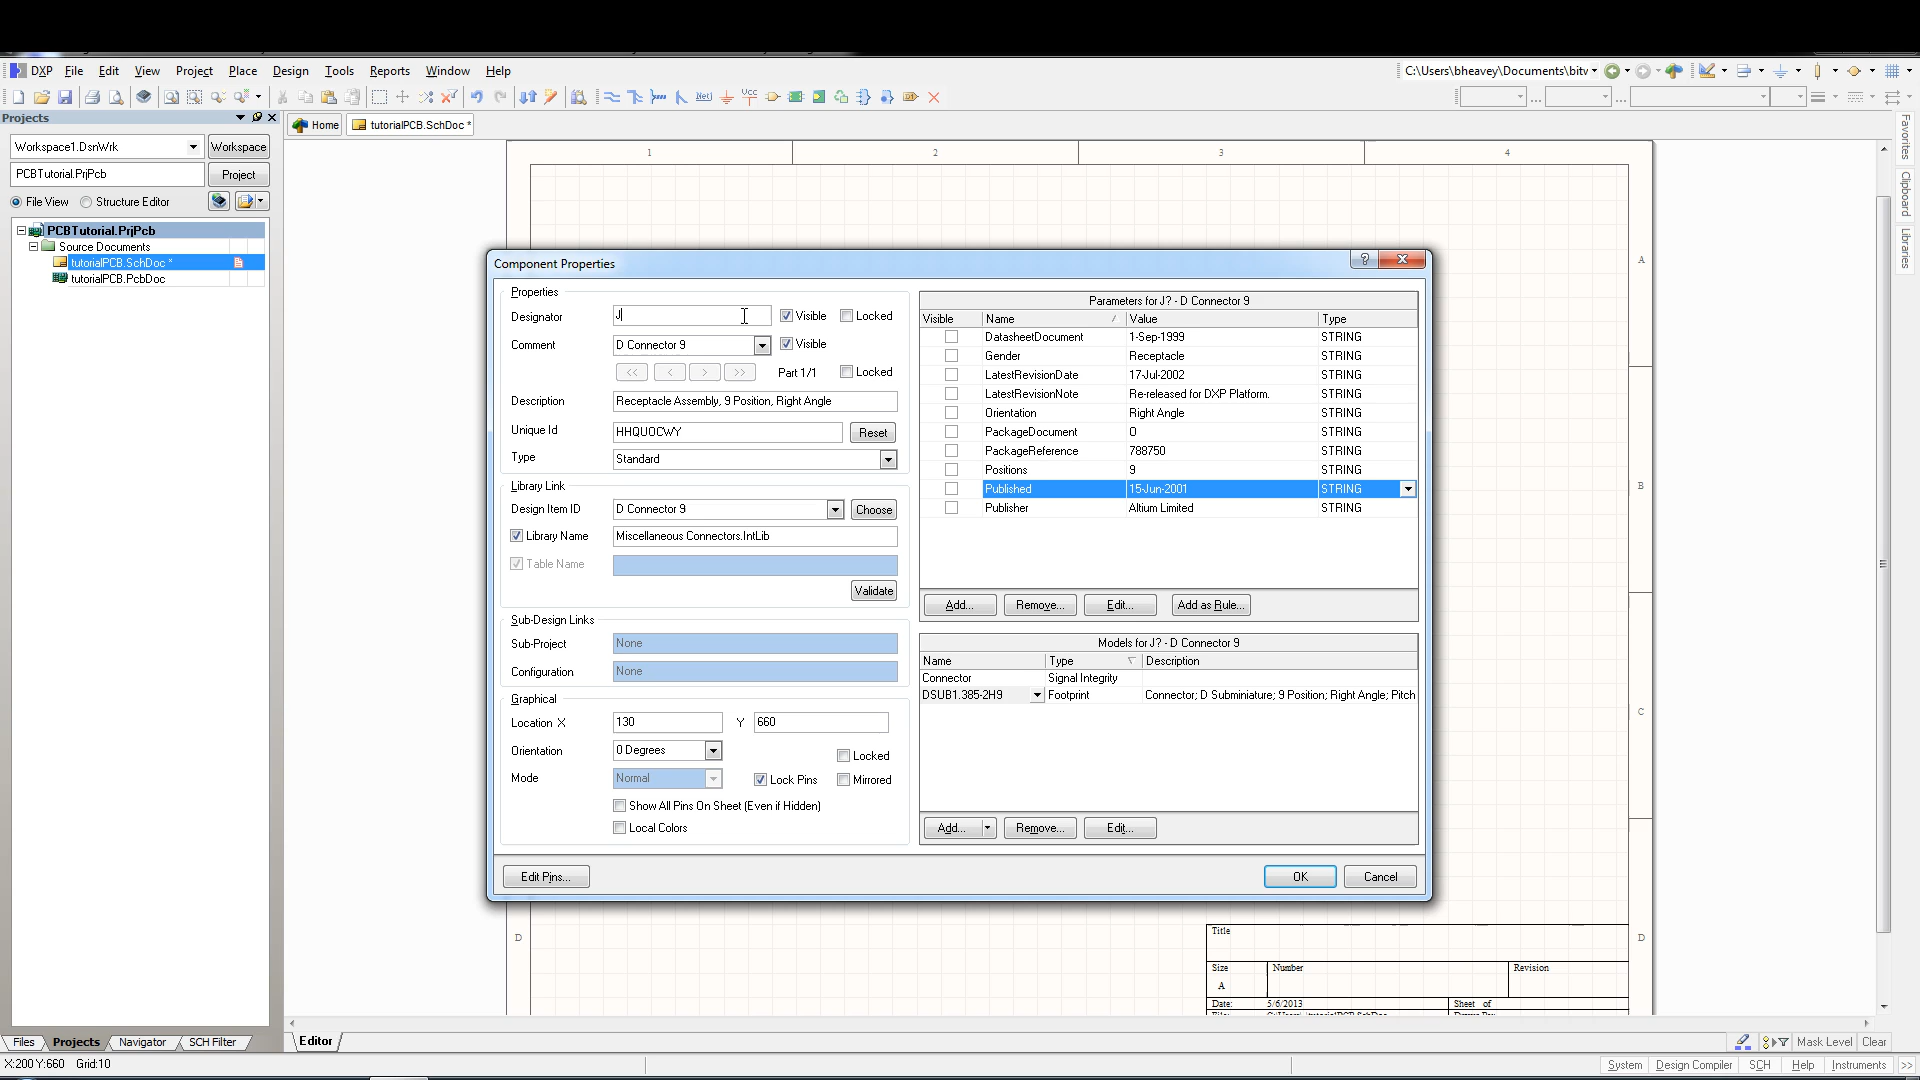 DXP File Edit View Project Place Design Tools Reports Window Help
C:\Users\bheavey\Documents\bitv
Projects
Home tutorialPCB.SchDoc *
Workspace1.DsnWrk Workspace
PCBTutorial.PrjPcb Project
File View Structure Editor
PCBTutorial.PrjPcb
Source Documents
tutorialPCB.SchDoc *
tutorialPCB.PcbDoc
1 2 3 4
A
B
C
D D
Favorites
Clipboard
Libraries
Component Properties
Properties
Designator J Visible Locked
Comment D Connector 9 Visible
<< < > >> Part 1/1 Locked
Description Receptacle Assembly, 9 Position, Right Angle
Unique Id HHQUOCWY Reset
Type Standard
Library Link
Design Item ID D Connector 9 Choose
Library Name Miscellaneous Connectors.IntLib
Table Name
Validate
Sub-Design Links
Sub-Project None
Configuration None
Graphical
Location X 130 Y 660
Orientation 0 Degrees Locked
Mode Normal Lock Pins Mirrored
Show All Pins On Sheet (Even if Hidden)
Local Colors
Parameters for J? - D Connector 9
Visible Name Value Type
DatasheetDocument 1-Sep-1999 STRING
Gender Receptacle STRING
LatestRevisionDate 17-Jul-2002 STRING
LatestRevisionNote Re-released for DXP Platform. STRING
Orientation Right Angle STRING
PackageDocument 0 STRING
PackageReference 788750 STRING
Positions 9 STRING
Published 15-Jun-2001 STRING
Publisher Altium Limited STRING
Add... Remove... Edit... Add as Rule...
Models for J? - D Connector 9
Name Type Description
Connector Signal Integrity
DSUB1.385-2H9 Footprint Connector; D Subminiature; 9 Position; Right Angle; Pitch
Add... Remove... Edit...
Edit Pins... OK Cancel
Title
Size Number Revision
A
Date: 5/6/2013 Sheet of
Files Projects Navigator SCH Filter
Editor
Mask Level Clear
X:200 Y:660 Grid:10
System Design Compiler SCH Help Instruments >>